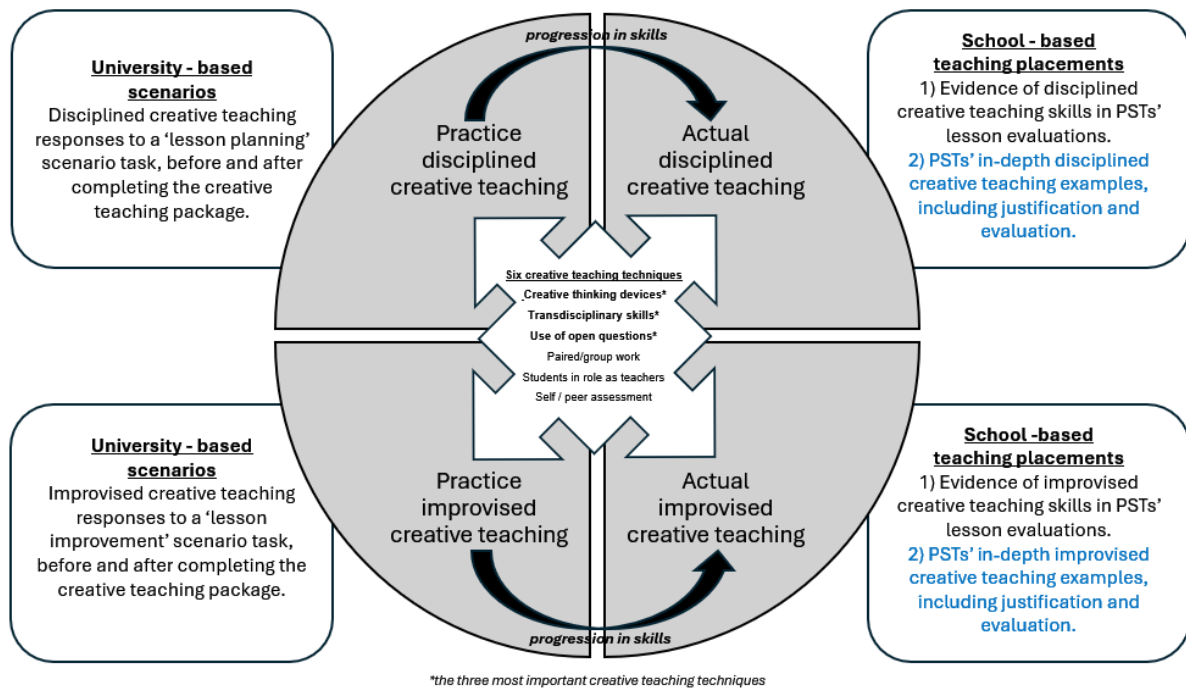 progression in skills
University - based
scenarios
Disciplined creative teaching
responses to a ‘lesson planning’
scenario task, before and after
completing the creative
teaching package.
Practice
disciplined
creative teaching
Actual
disciplined
creative teaching
School - based
teaching placements
1) Evidence of disciplined
creative teaching skills in PSTs’
lesson evaluations.
2) PSTs’ in-depth disciplined
creative teaching examples,
including justification and
evaluation.
Six creative teaching techniques
Creative thinking devices*
Transdisciplinary skills*
Use of open questions*
Paired/group work
Students in role as teachers
Self / peer assessment
University - based
scenarios
Improvised creative teaching
responses to a ‘lesson
improvement’ scenario task,
before and after completing the
creative teaching package.
Practice
improvised
creative teaching
Actual
improvised
creative teaching
School -based
teaching placements
1) Evidence of improvised
creative teaching skills in PSTs’
lesson evaluations.
2) PSTs’ in-depth improvised
creative teaching examples,
including justification and
evaluation.
progression in skills
*the three most important creative teaching techniques